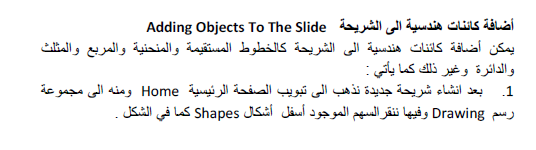 أضافة كائنات هندسية الى الشريحة Adding Objects To The Slide
يمكن أضافة كائنات هندسية الى الشريحة كالخطوط المستقيمة والمنحنية والمربع والمثلث
والدائرة وغير ذلك كما يأتي :
1. بعد انشاء شريحة جديدة نذهب الى تبويب الصفحة الرئيسية Home ومنه الى مجموعة
رسم Drawing وفيها ننقرالسهم الموجود أسفل أشكال Shapes كما في الشكل .